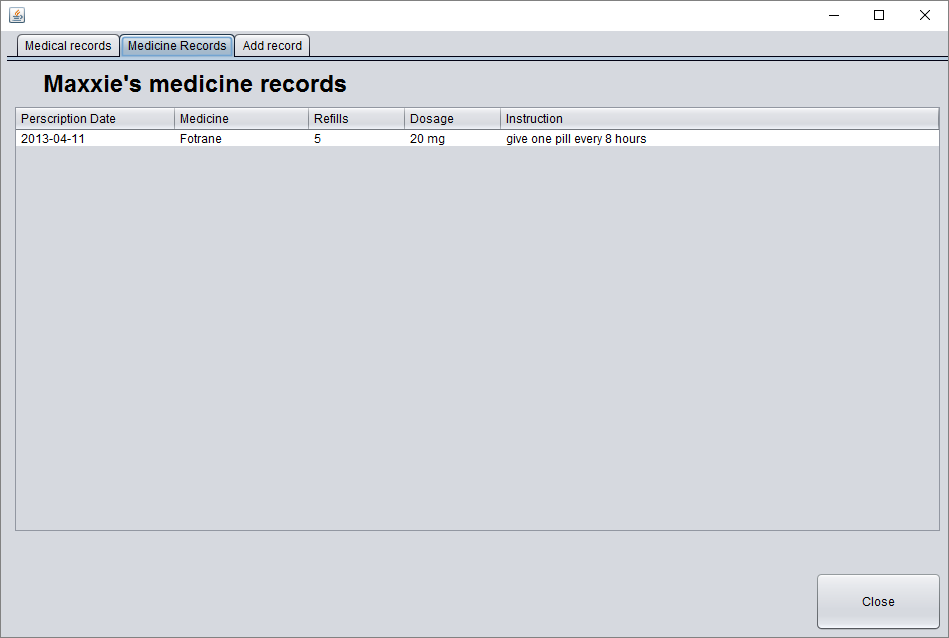 Medical records Medicine Records Add record
Maxxie's medicine records
Perscription Date Medicine Refills Dosage Instruction
2013-04-11 Fotrane 5 20 mg give one pill every 8 hours
Close